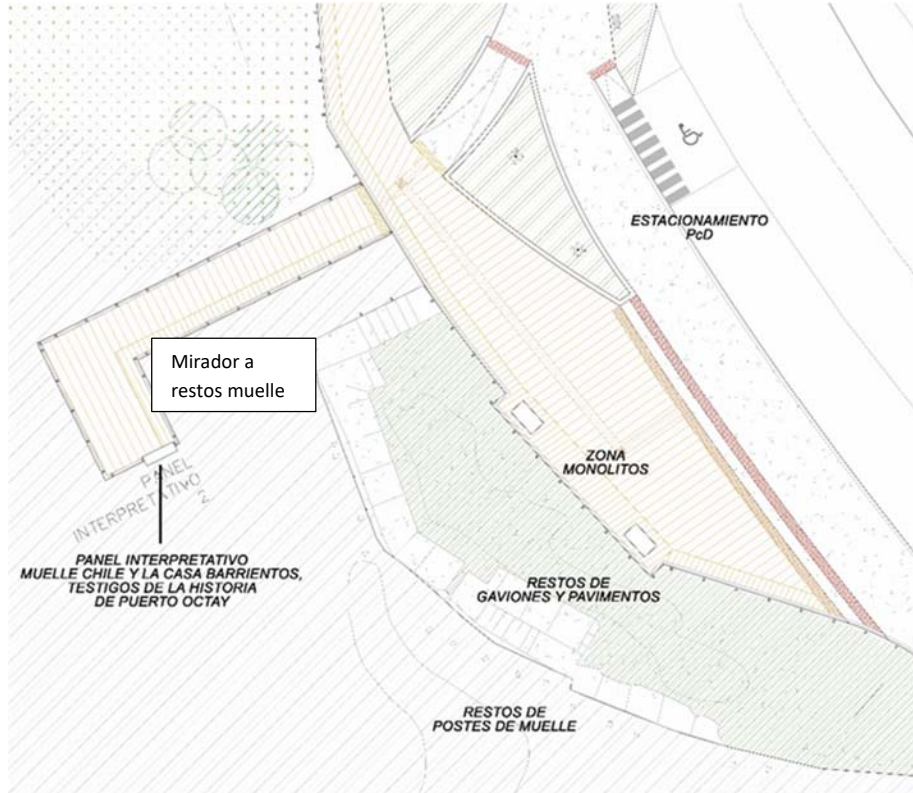 ESTACIONAMIENTO
PcD
Mirador a
restos muelle
ZONA
MONOLITOS
PANEL
INTERPRETATIVO
2
PANEL INTERPRETATIVO
MUELLE CHILE Y LA CASA BARRIENTOS,
TESTIGOS DE LA HISTORIA
DE PUERTO OCTAY
RESTOS DE
GAVIONES Y PAVIMENTOS
RESTOS DE
POSTES DE MUELLE